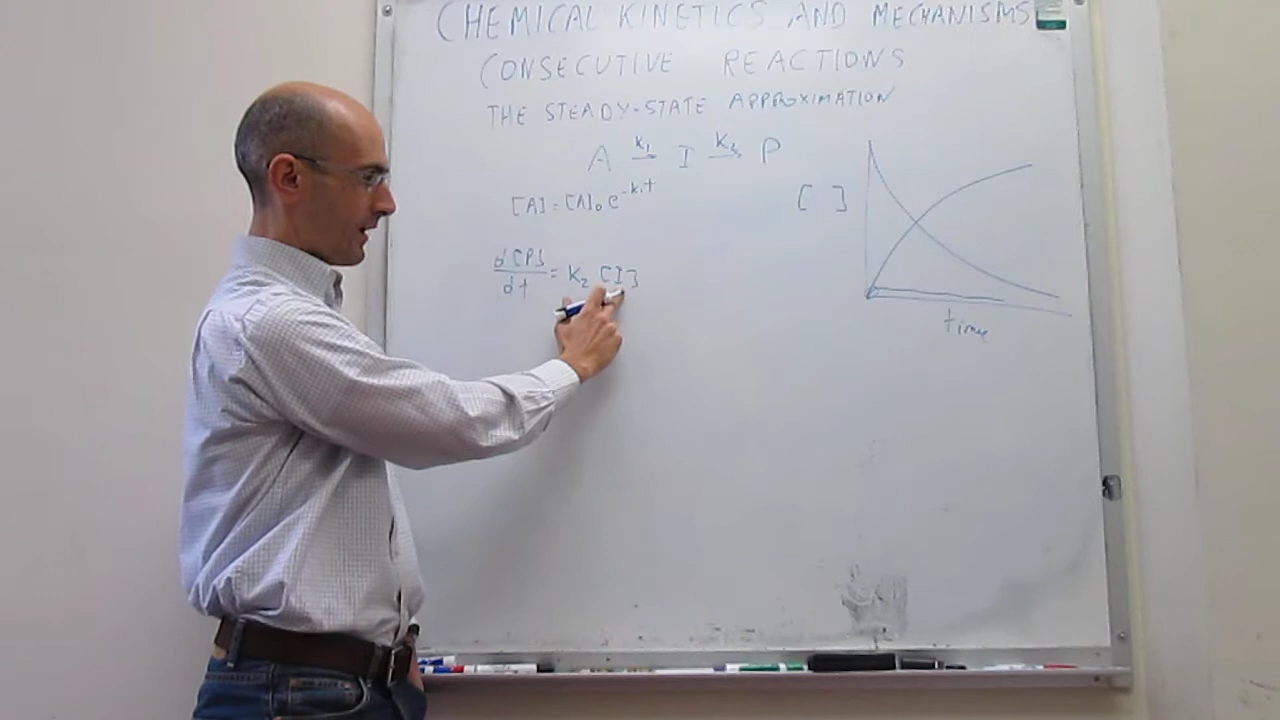 CHEMICAL KINETICS AND MECHANISMS
CONSECUTIVE REACTIONS
THE STEADY-STATE APPROXIMATION
A k₁→ I k₂→ P
[A] = [A]₀ e^-k₁t
[ ]
d[P]/dt = k₂ [I]
time